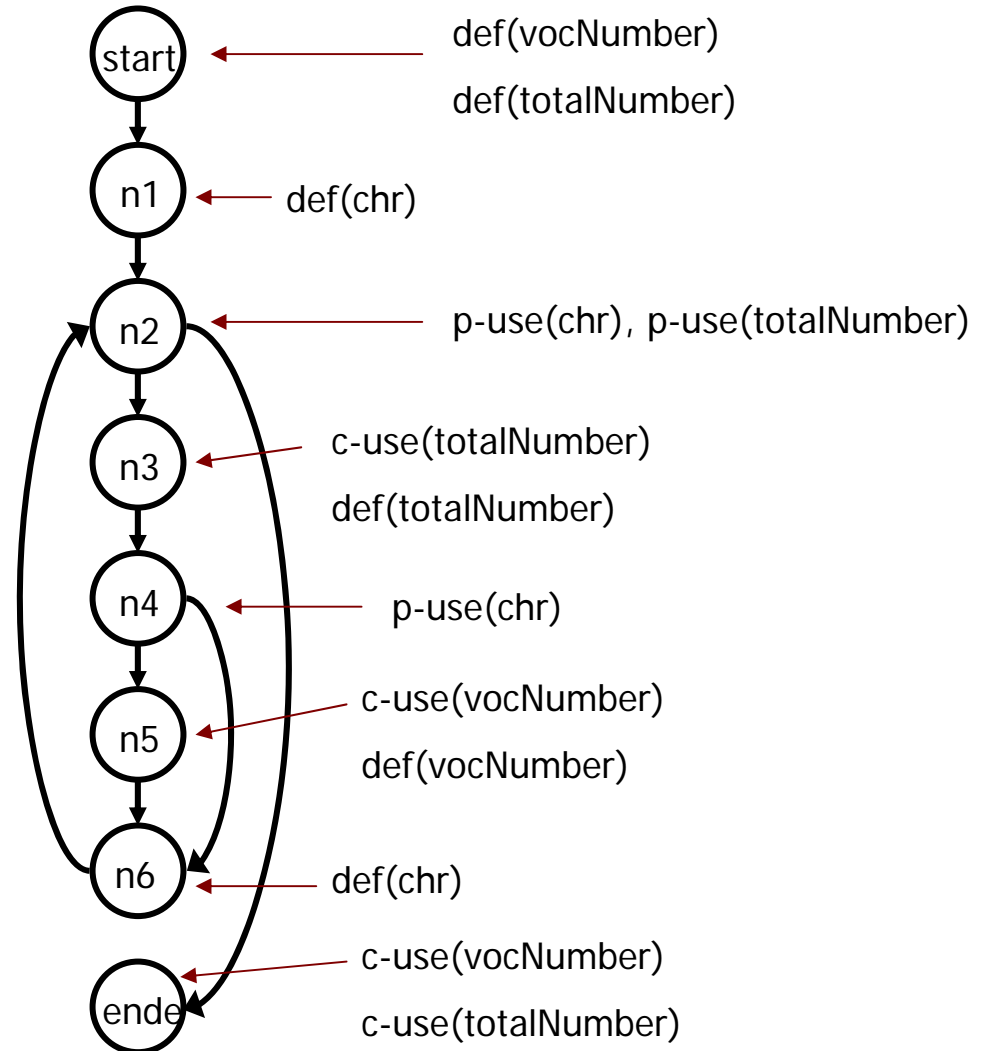 start
def(vocNumber)
def(totalNumber)
n1
def(chr)
n2
p-use(chr), p-use(totalNumber)
n3
c-use(totalNumber)
def(totalNumber)
n4
p-use(chr)
n5
c-use(vocNumber)
def(vocNumber)
n6
def(chr)
ende
c-use(vocNumber)
c-use(totalNumber)